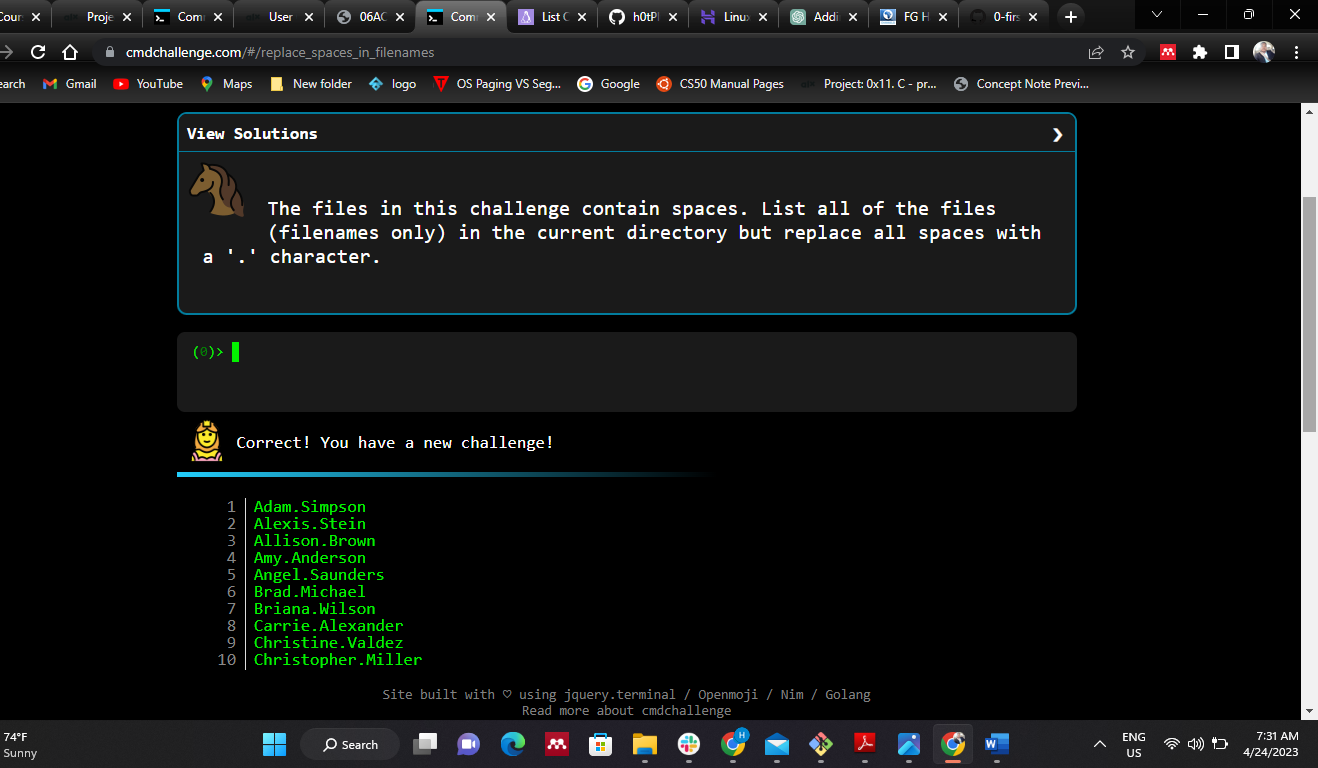 Cour
Proje
Comr
User
06AC
Com
List C
h0tPl
Linux
Addi
FG H
0-firs
cmdchallenge.com/#/replace_spaces_in_filenames
earch
Gmail
YouTube
Maps
New folder
logo
OS Paging VS Seg...
Google
CS50 Manual Pages
Project: 0x11. C - pr...
Concept Note Previ...
View Solutions
The files in this challenge contain spaces. List all of the files
(filenames only) in the current directory but replace all spaces with
a '.' character.
(0)>
Correct! You have a new challenge!
1 Adam.Simpson
2 Alexis.Stein
3 Allison.Brown
4 Amy.Anderson
5 Angel.Saunders
6 Brad.Michael
7 Briana.Wilson
8 Carrie.Alexander
9 Christine.Valdez
10 Christopher.Miller
Site built with ♡ using jquery.terminal / Openmoji / Nim / Golang
Read more about cmdchallenge
74°F
Sunny
Search
H
ENG
US
7:31 AM
4/24/2023